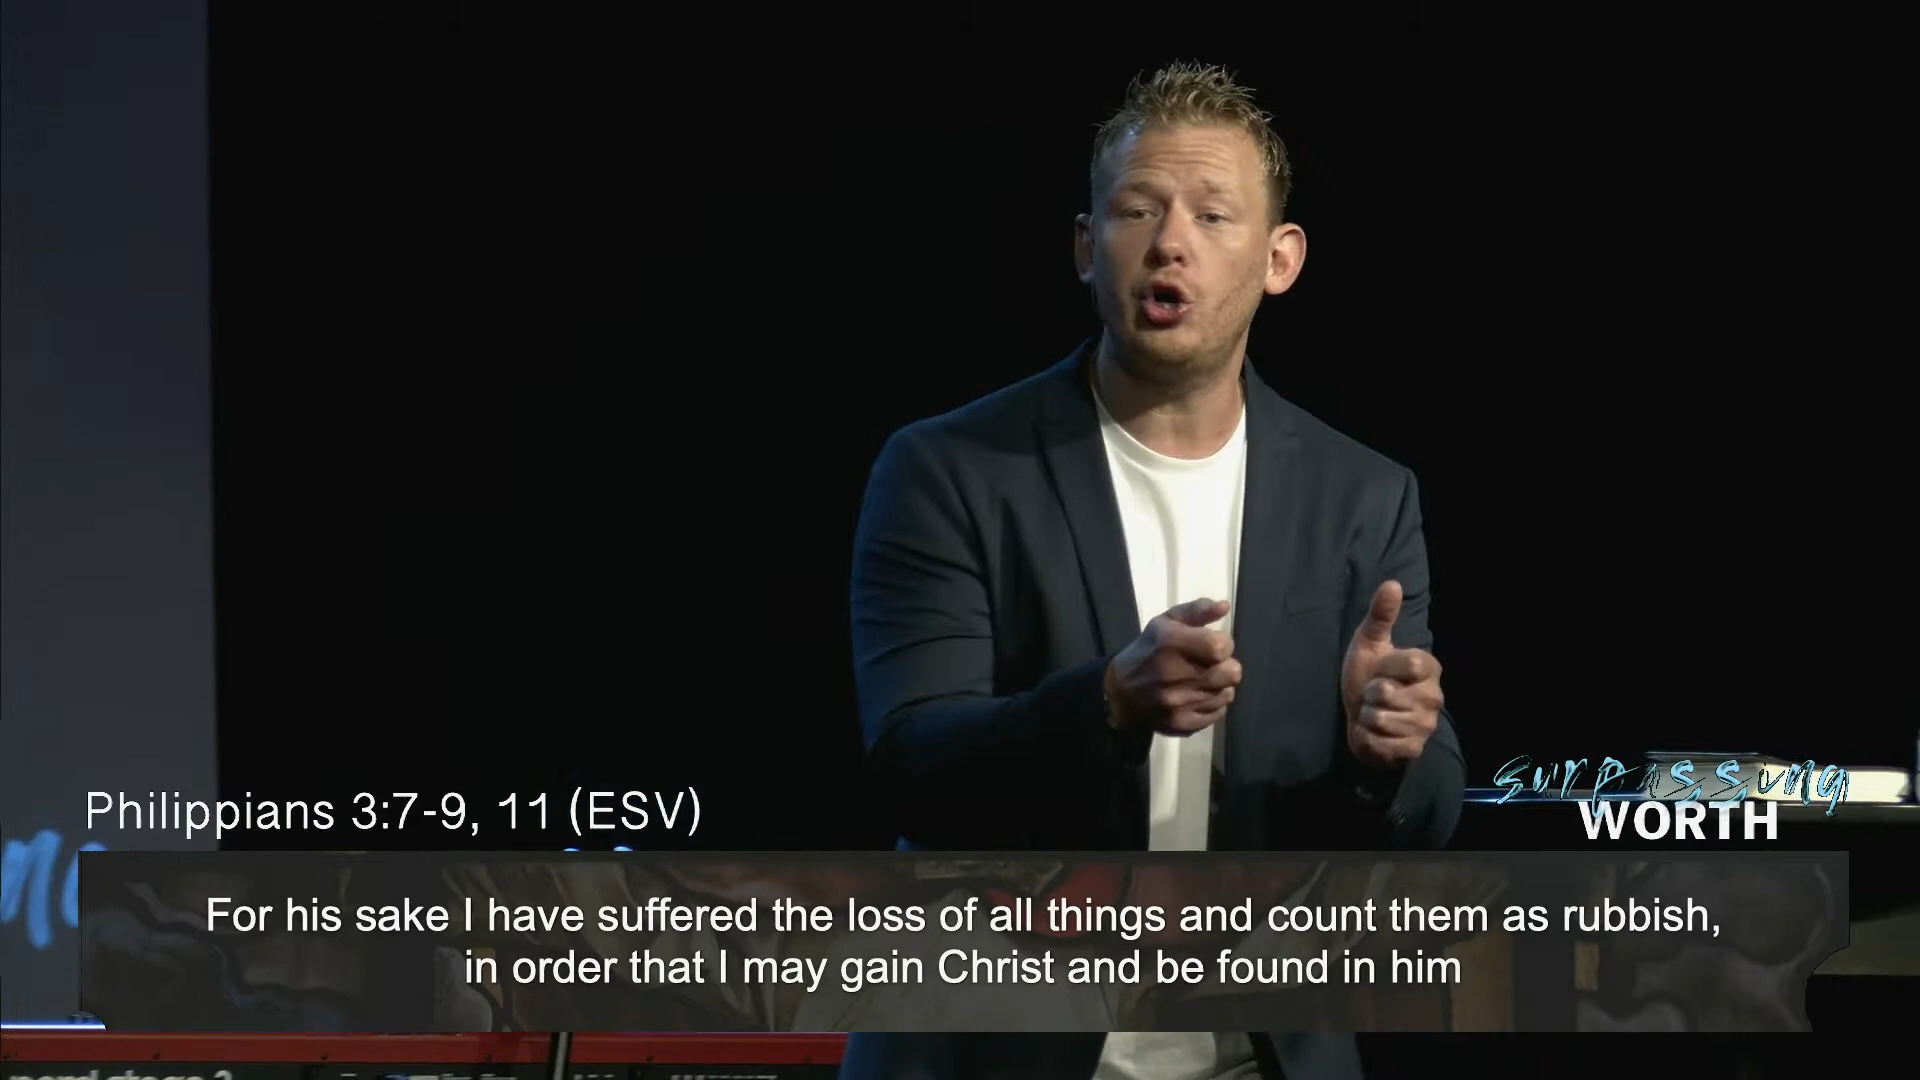 Philippians 3:7-9, 11 (ESV)
surpassing
WORTH
For his sake I have suffered the loss of all things and count them as rubbish,
in order that I may gain Christ and be found in him